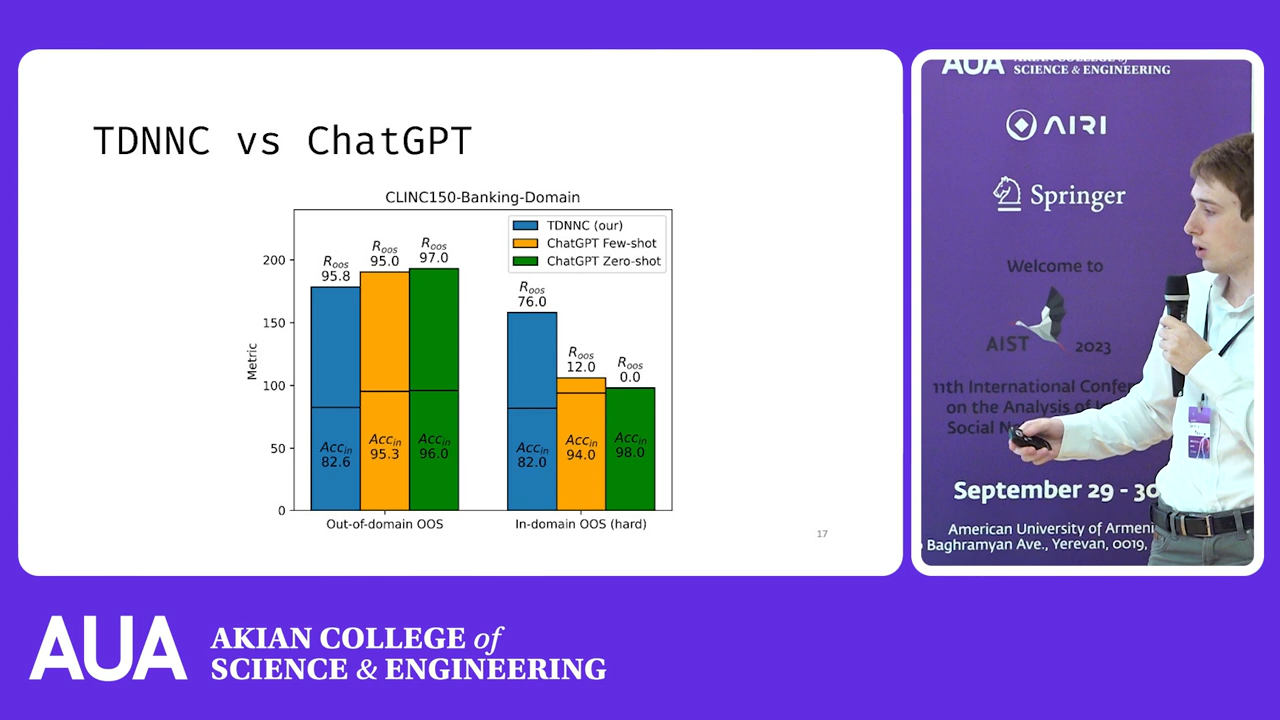 TDNNC vs ChatGPT
CLINC150-Banking-Domain
TDNNC (our)
ChatGPT Few-shot
ChatGPT Zero-shot
Metric
200
150
100
50
0
Roos
95.8
Roos
95.0
Roos
97.0
Roos
76.0
Roos
12.0
Roos
0.0
Accin
82.6
Accin
95.3
Accin
96.0
Accin
82.0
Accin
94.0
Accin
98.0
Out-of-domain OOS
In-domain OOS (hard)
17
AUA
SCIENCE & ENGINEERING
AIRI
Springer
Welcome to
AIST 2023
11th International Confer
on the Analysis of
Social
September 29 - 30
American University of Armeni
Baghramyan Ave., Yerevan, 0019,
AUA AKIAN COLLEGE of
SCIENCE & ENGINEERING